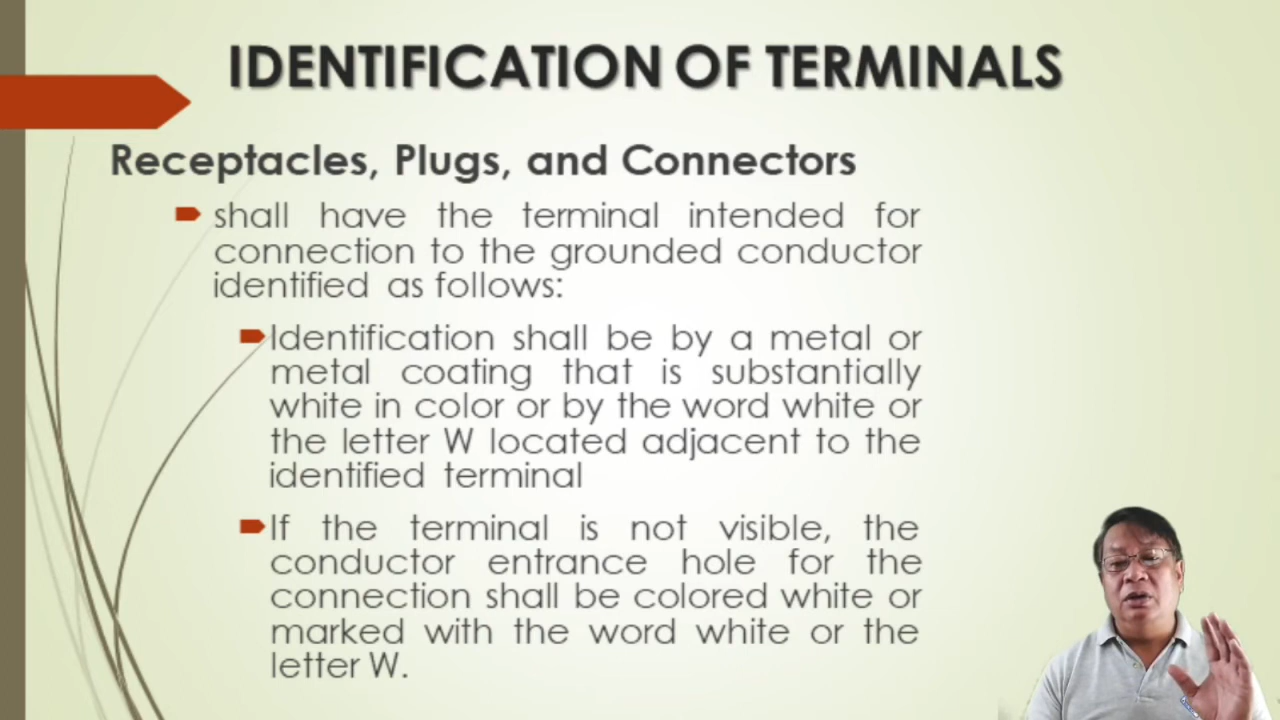 IDENTIFICATION OF TERMINALS
Receptacles, Plugs, and Connectors
shall have the terminal intended for
connection to the grounded conductor
identified as follows:
Identification shall be by a metal or
metal coating that is substantially
white in color or by the word white or
the letter W located adjacent to the
identified terminal
If the terminal is not visible, the
conductor entrance hole for the
connection shall be colored white or
marked with the word white or the
letter W.